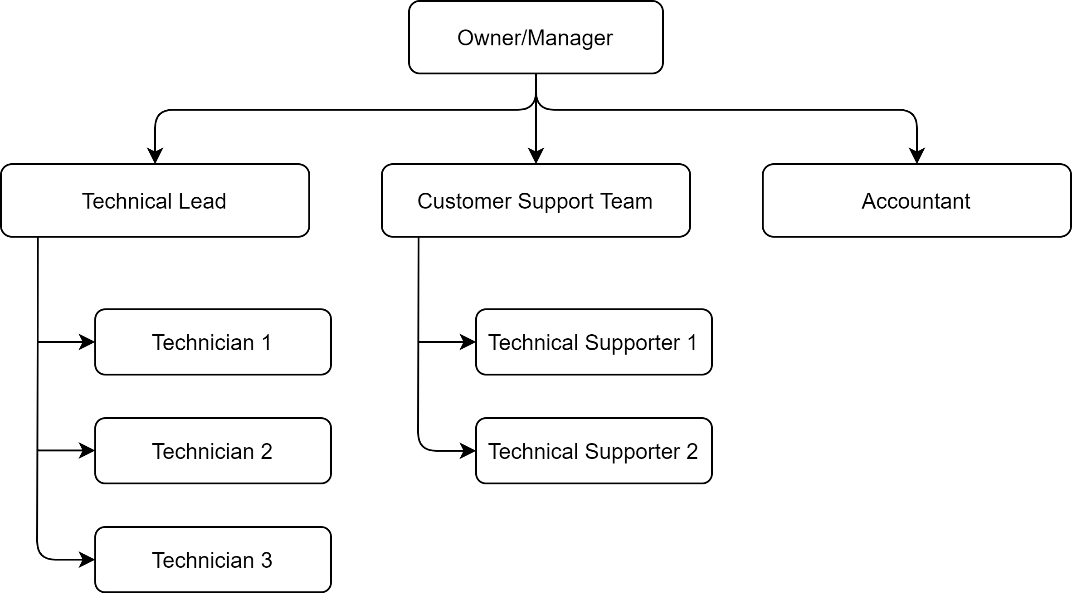 Owner/Manager
Technical Lead
Customer Support Team
Accountant
Technician 1
Technical Supporter 1
Technician 2
Technical Supporter 2
Technician 3